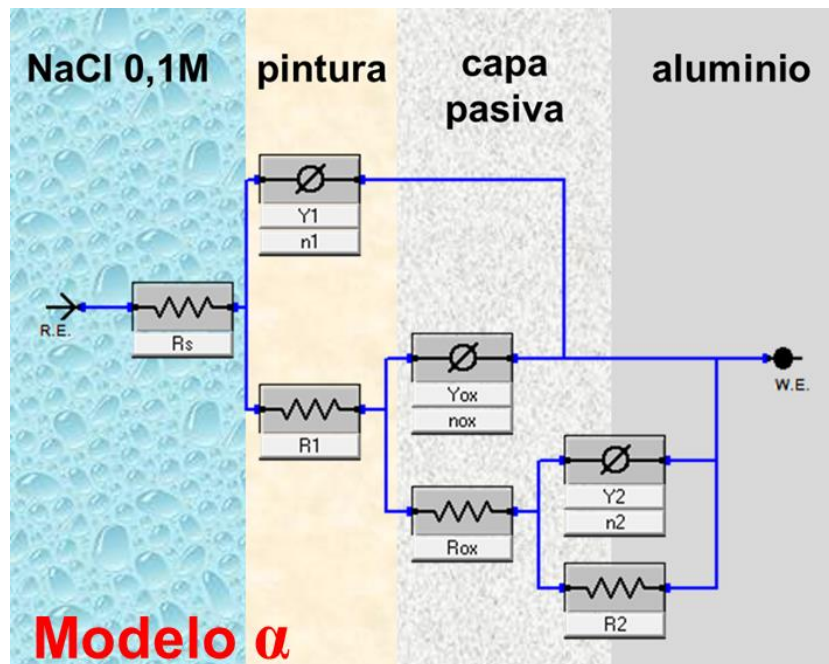 NaCl 0,1M
pintura
capa
pasiva
aluminio
Y1
n1
R.E.
Rs
R1
Yox
nox
W.E.
Rox
Y2
n2
R2
Modelo α